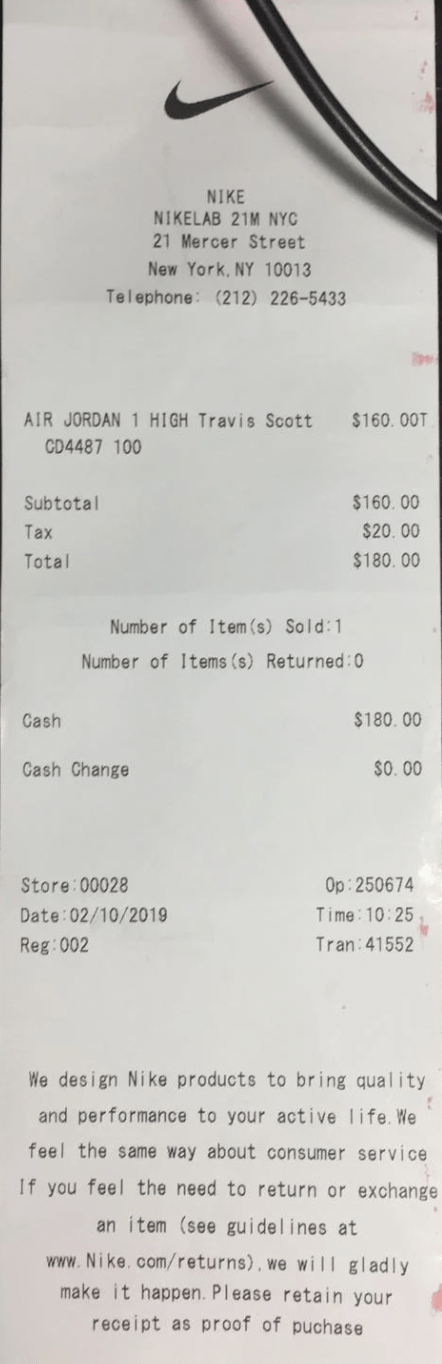 NIKE
NIKELAB 21M NYC
21 Mercer Street
New York, NY 10013
Telephone: (212) 226-5433
AIR JORDAN 1 HIGH Travis Scott $160.00T
CD4487 100
Subtotal $160.00
Tax $20.00
Total $180.00
Number of Item(s) Sold:1
Number of Items(s) Returned:0
Cash $180.00
Cash Change $0.00
Store:00028 Op:250674
Date:02/10/2019 Time:10:25
Reg:002 Tran:41552
We design Nike products to bring quality
and performance to your active life.We
feel the same way about consumer service
If you feel the need to return or exchange
an item (see guidelines at
www.Nike.com/returns),we will gladly
make it happen.Please retain your
receipt as proof of puchase